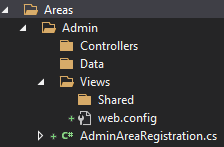 Areas
Admin
Controllers
Data
Views
Shared
+ web.config
+ C# AdminAreaRegistration.cs